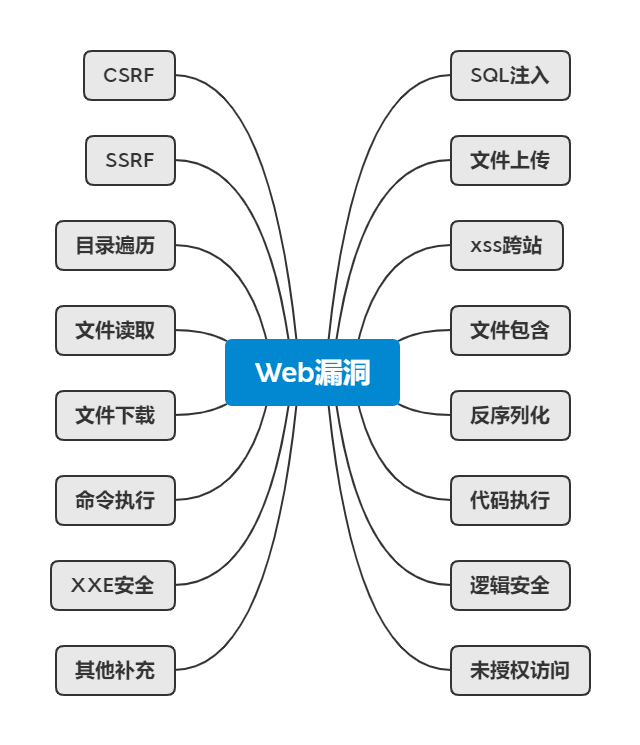 CSRF
SSRF
目录遍历
文件读取
文件下载
命令执行
XXE安全
其他补充
Web漏洞
SQL注入
文件上传
xss跨站
文件包含
反序列化
代码执行
逻辑安全
未授权访问